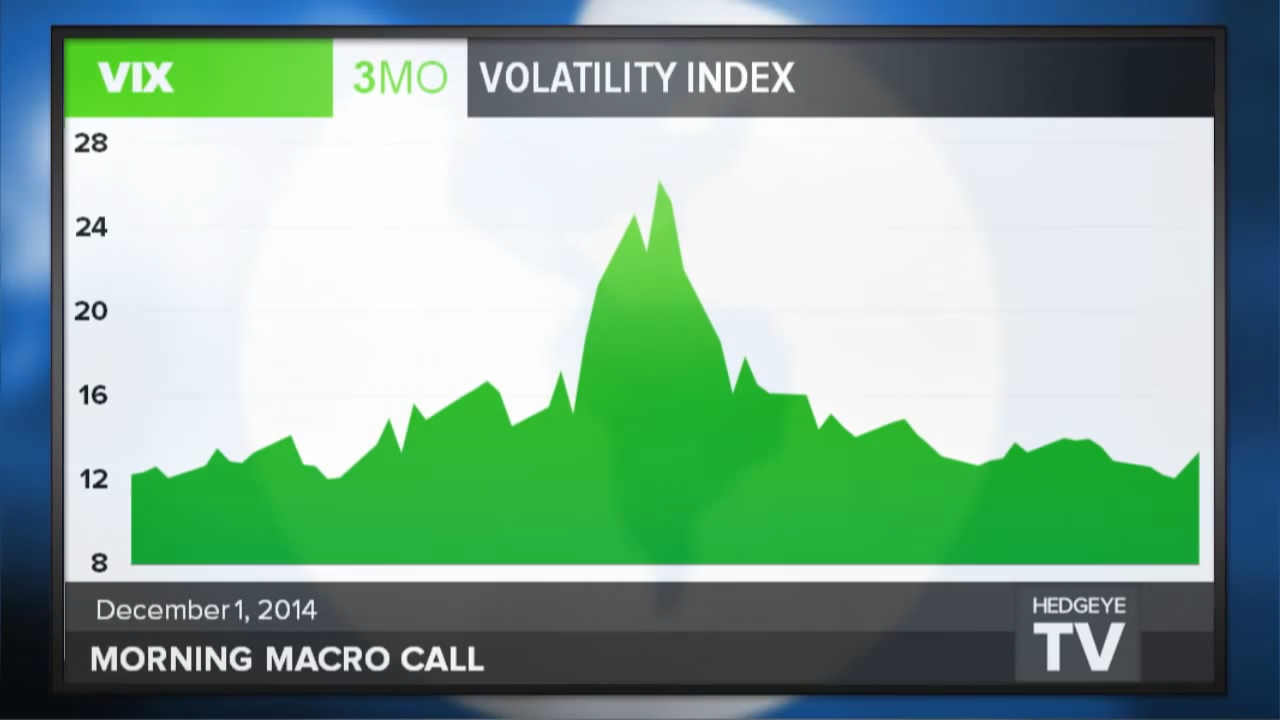 VIX 3MO VOLATILITY INDEX
28
24
20
16
12
8
December 1, 2014
MORNING MACRO CALL
HEDGEYE
TV